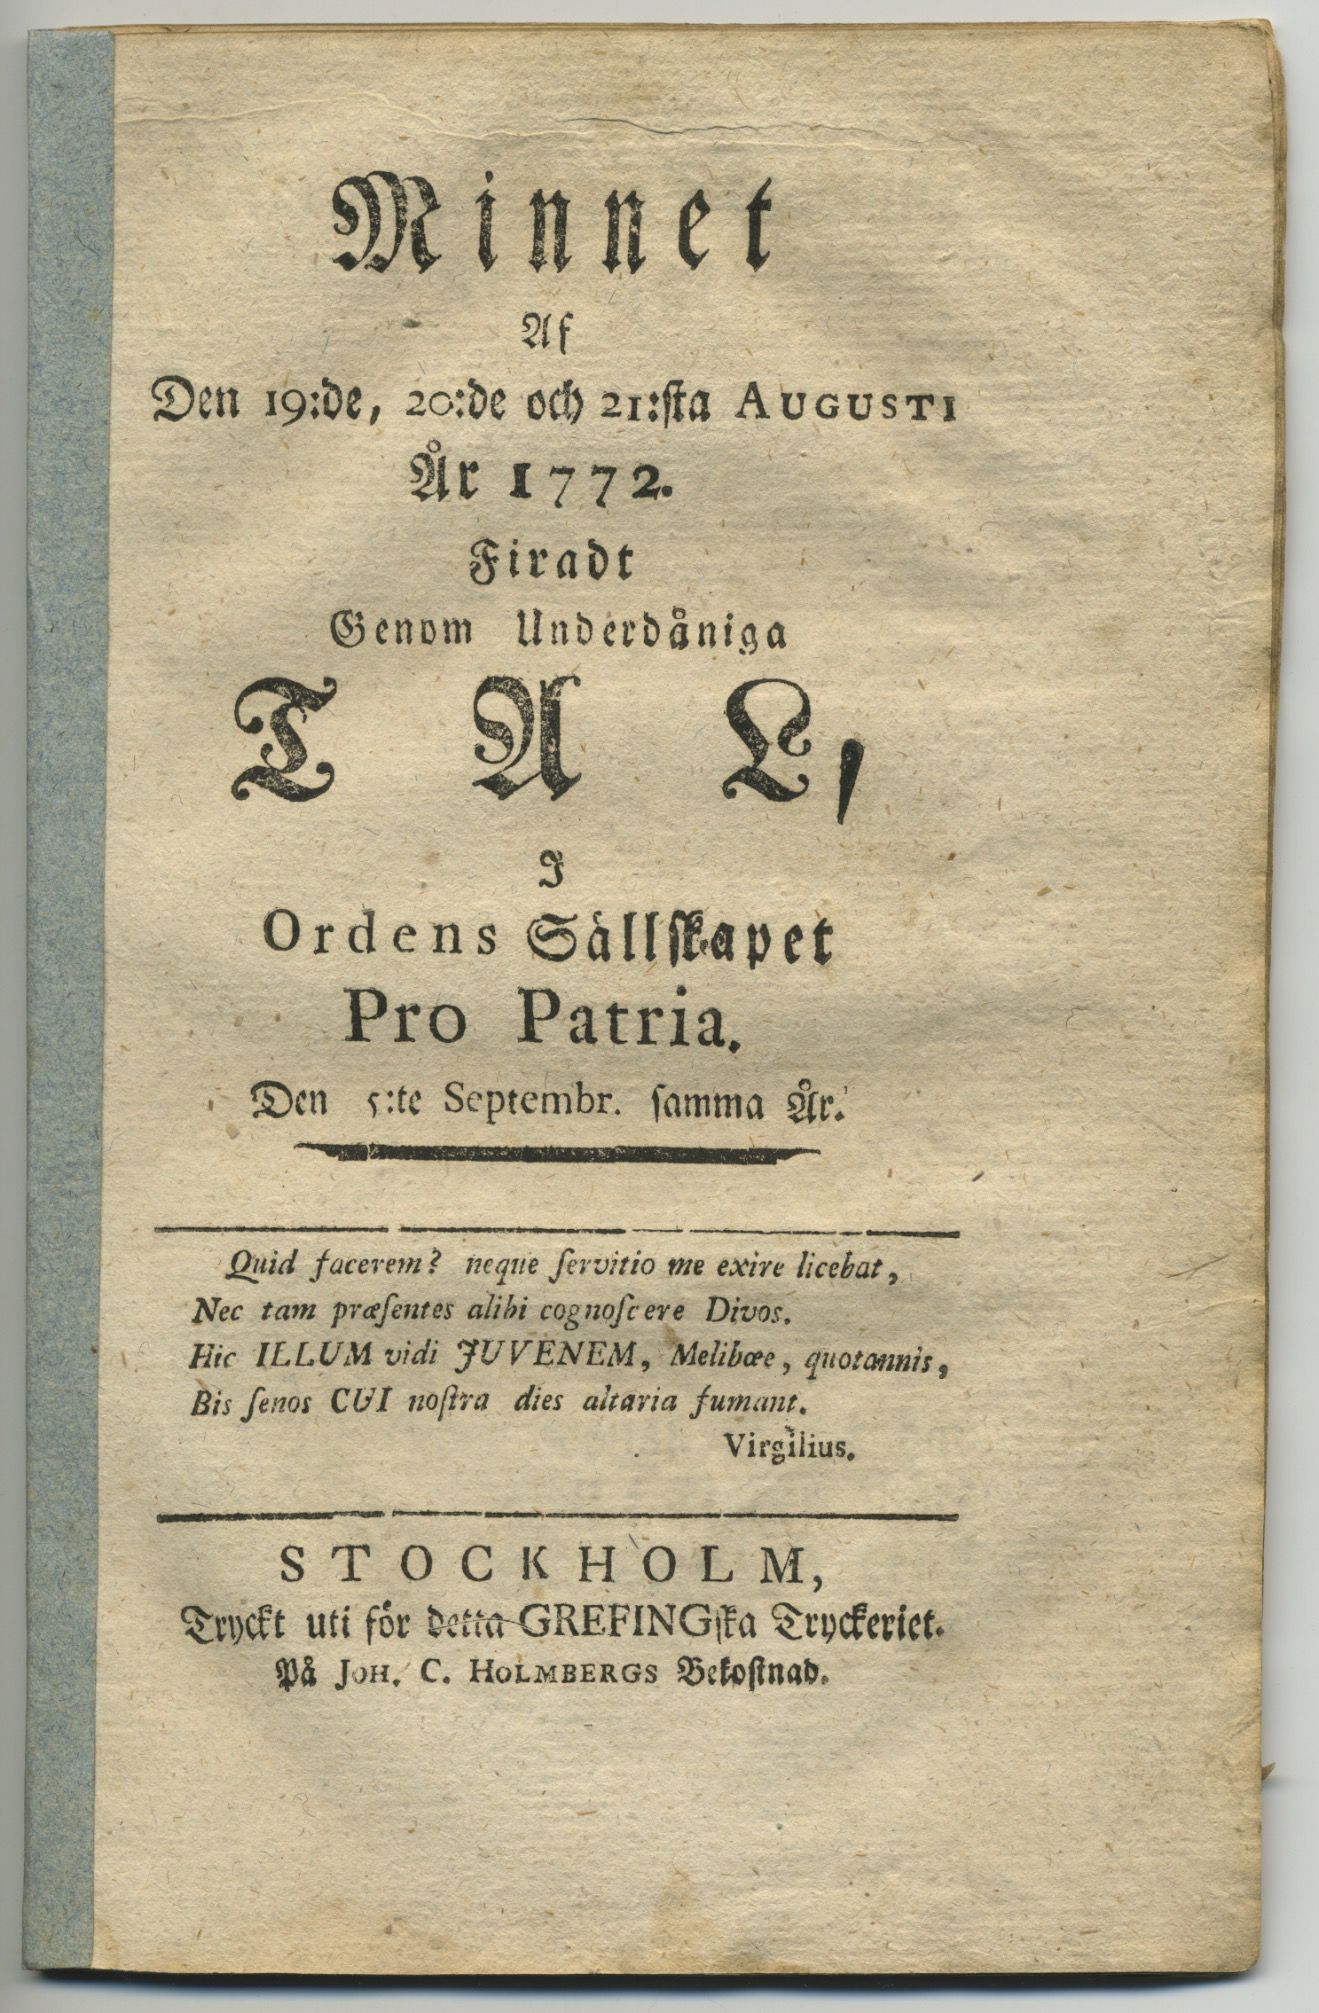 Minnet
Af
Den 19:de, 20:de och 21:sta AUGUSTI
År 1772.
Firadt
Genom Underdåniga
TAL,
I
Ordens Sällskapet
Pro Patria.
Den 5:te Septembr. samma År.
Quid facerem? neque servitio me exire licebat,
Nec tam præsentes alibi cognoscere Divos.
Hic ILLUM vidi JUVENEM, Melibœe, quotannis,
Bis senos CUI nostra dies altaria fumant.
Virgilius.
STOCKHOLM,
Tryckt uti för detta GREFINGska Tryckeriet.
På JOH. C. HOLMBERGS Bekostnad.